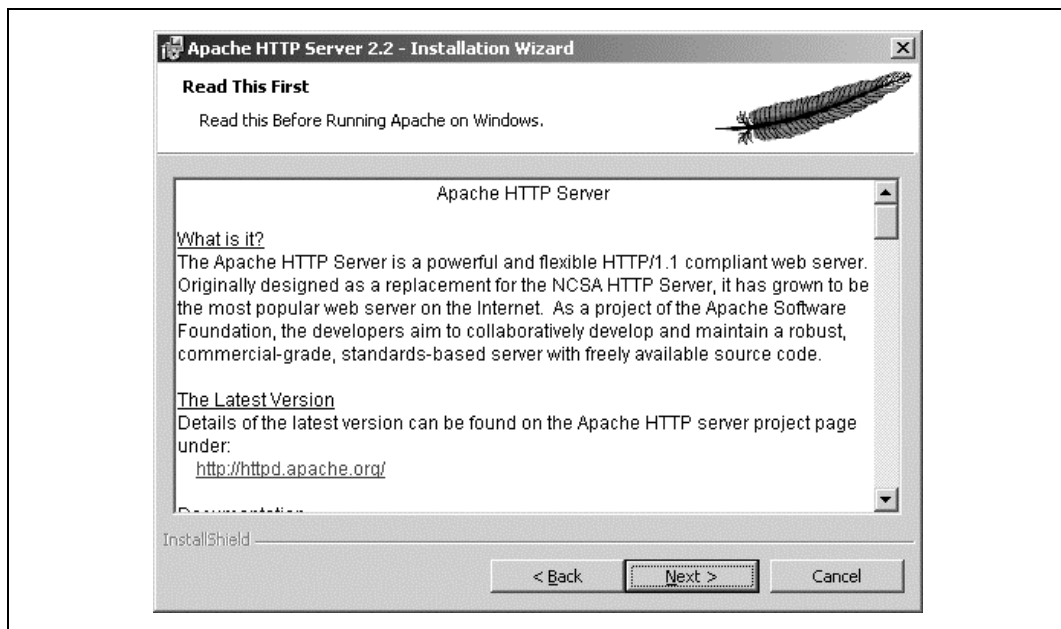 Apache HTTP Server 2.2 - Installation Wizard
Read This First
Read this Before Running Apache on Windows.
Apache HTTP Server
What is it?
The Apache HTTP Server is a powerful and flexible HTTP/1.1 compliant web server.
Originally designed as a replacement for the NCSA HTTP Server, it has grown to be
the most popular web server on the Internet.  As a project of the Apache Software
Foundation, the developers aim to collaboratively develop and maintain a robust,
commercial-grade, standards-based server with freely available source code.
The Latest Version
Details of the latest version can be found on the Apache HTTP server project page
under:
http://httpd.apache.org/
Documentation
InstallShield
< Back
Next >
Cancel